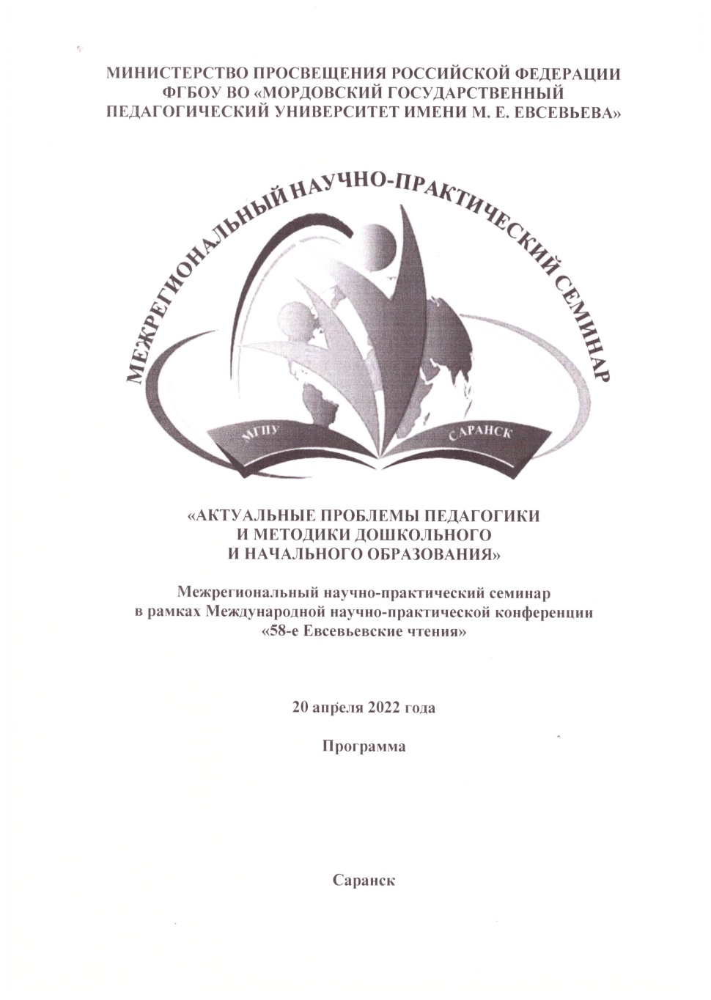 МИНИСТЕРСТВО ПРОСВЕЩЕНИЯ РОССИЙСКОЙ ФЕДЕРАЦИИ
ФГБОУ ВО «МОРДОВСКИЙ ГОСУДАРСТВЕННЫЙ
ПЕДАГОГИЧЕСКИЙ УНИВЕРСИТЕТ ИМЕНИ М. Е. ЕВСЕВЬЕВА»
МЕЖРЕГИОНАЛЬНЫЙ НАУЧНО-ПРАКТИЧЕСКИЙ СЕМИНАР
МГПУ САРАНСК
«АКТУАЛЬНЫЕ ПРОБЛЕМЫ ПЕДАГОГИКИ
И МЕТОДИКИ ДОШКОЛЬНОГО
И НАЧАЛЬНОГО ОБРАЗОВАНИЯ»
Межрегиональный научно-практический семинар
в рамках Международной научно-практической конференции
«58-е Евсевьевские чтения»
20 апреля 2022 года
Программа
Саранск